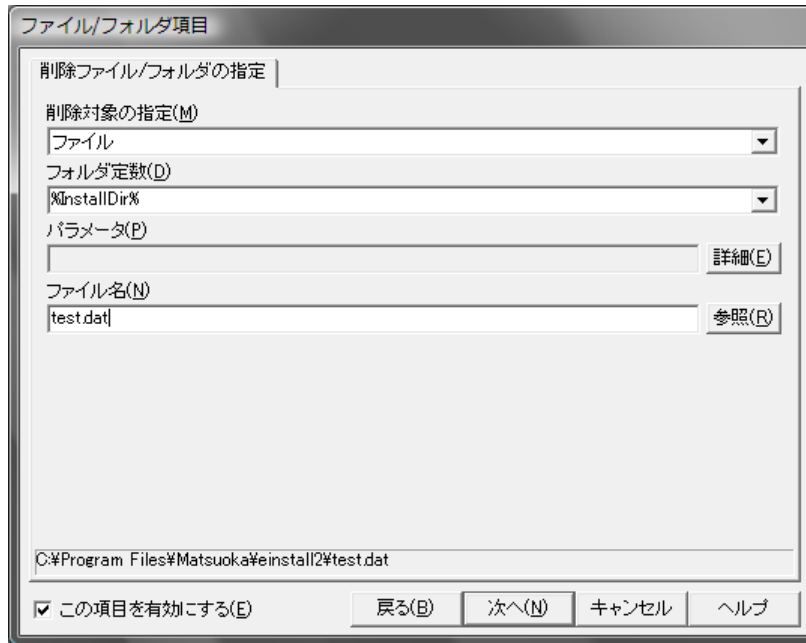 ファイル/フォルダ項目
削除ファイル/フォルダの指定
削除対象の指定(M)
ファイル
フォルダ定数(D)
%InstallDir%
パラメータ(P)
詳細(E)
ファイル名(N)
test.dat
参照(R)
C:¥Program Files¥Matsuoka¥einstall2¥test.dat
この項目を有効にする(E) 戻る(B) 次へ(N) キャンセル ヘルプ